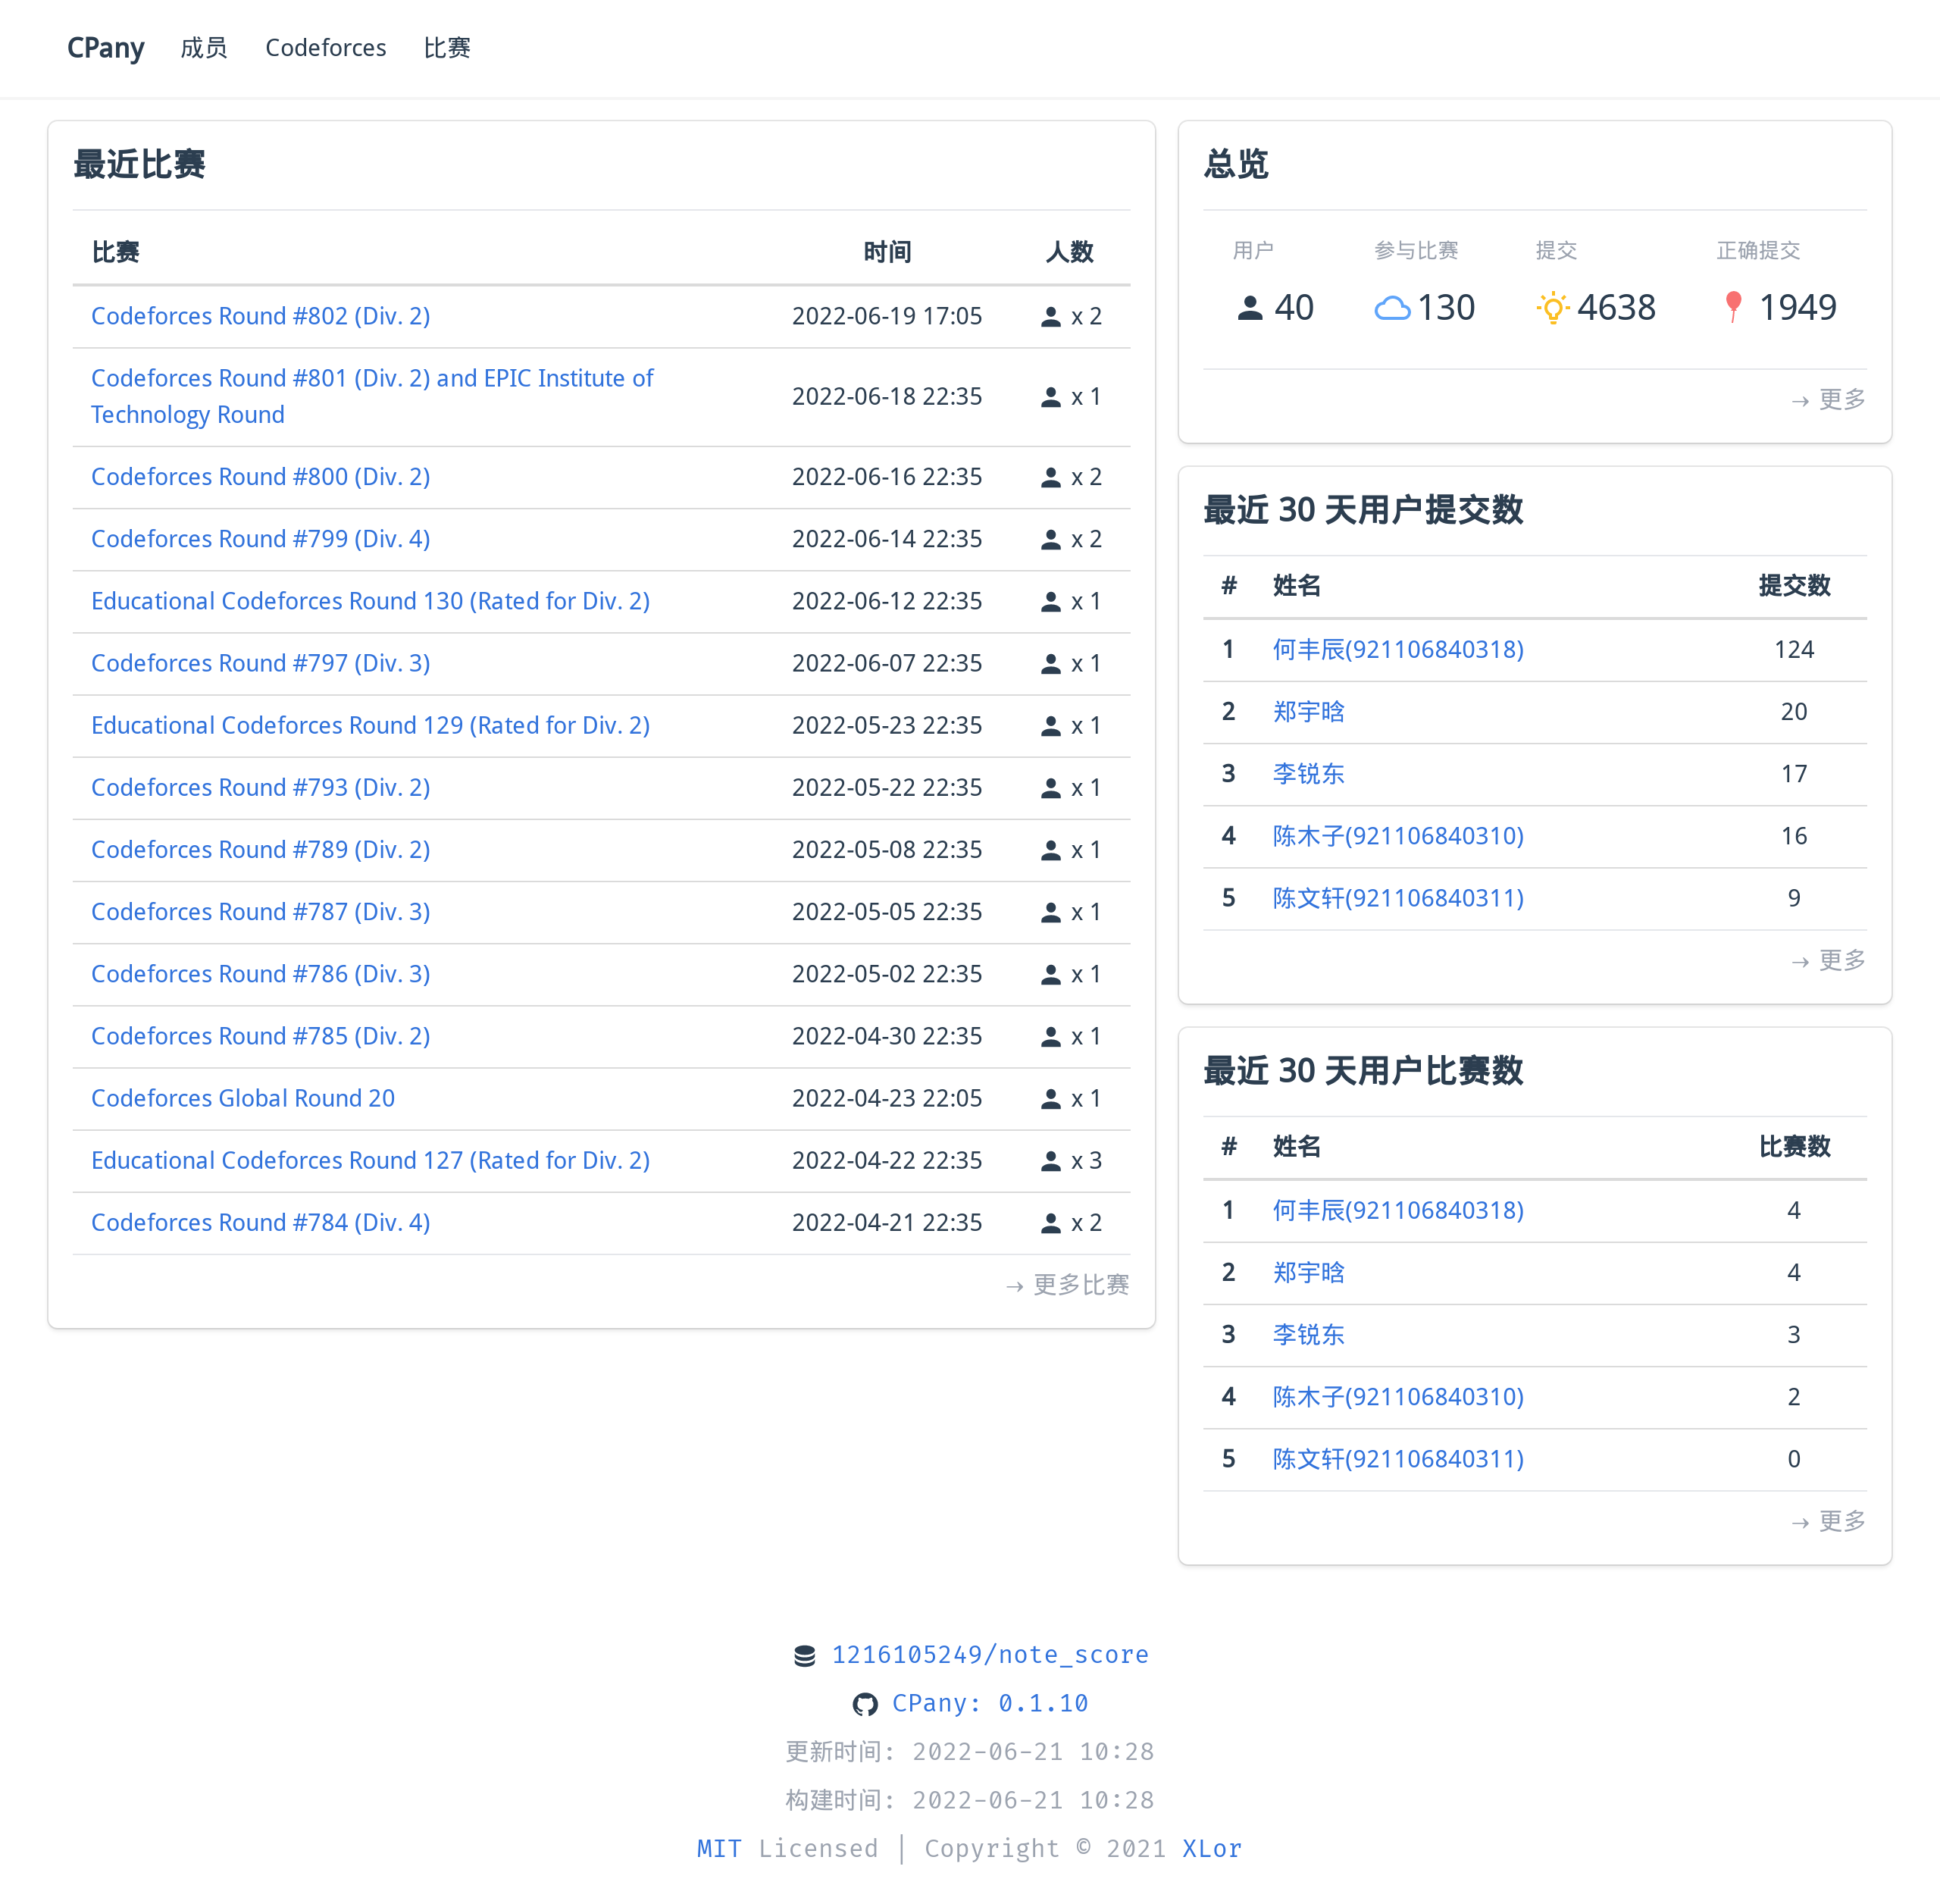 CPany 成员 Codeforces 比赛
最近比赛
比赛 时间 人数
Codeforces Round #802 (Div. 2) 2022-06-19 17:05 x 2
Codeforces Round #801 (Div. 2) and EPIC Institute of
Technology Round 2022-06-18 22:35 x 1
Codeforces Round #800 (Div. 2) 2022-06-16 22:35 x 2
Codeforces Round #799 (Div. 4) 2022-06-14 22:35 x 2
Educational Codeforces Round 130 (Rated for Div. 2) 2022-06-12 22:35 x 1
Codeforces Round #797 (Div. 3) 2022-06-07 22:35 x 1
Educational Codeforces Round 129 (Rated for Div. 2) 2022-05-23 22:35 x 1
Codeforces Round #793 (Div. 2) 2022-05-22 22:35 x 1
Codeforces Round #789 (Div. 2) 2022-05-08 22:35 x 1
Codeforces Round #787 (Div. 3) 2022-05-05 22:35 x 1
Codeforces Round #786 (Div. 3) 2022-05-02 22:35 x 1
Codeforces Round #785 (Div. 2) 2022-04-30 22:35 x 1
Codeforces Global Round 20 2022-04-23 22:05 x 1
Educational Codeforces Round 127 (Rated for Div. 2) 2022-04-22 22:35 x 3
Codeforces Round #784 (Div. 4) 2022-04-21 22:35 x 2
→ 更多比赛
总览
用户 参与比赛 提交 正确提交
40 130 4638 1949
→ 更多
最近 30 天用户提交数
# 姓名 提交数
1 何丰辰(921106840318) 124
2 郑宇晗 20
3 李锐东 17
4 陈木子(921106840310) 16
5 陈文轩(921106840311) 9
→ 更多
最近 30 天用户比赛数
# 姓名 比赛数
1 何丰辰(921106840318) 4
2 郑宇晗 4
3 李锐东 3
4 陈木子(921106840310) 2
5 陈文轩(921106840311) 0
→ 更多
1216105249/note_score
CPany: 0.1.10
更新时间: 2022-06-21 10:28
构建时间: 2022-06-21 10:28
MIT Licensed | Copyright © 2021 XLor